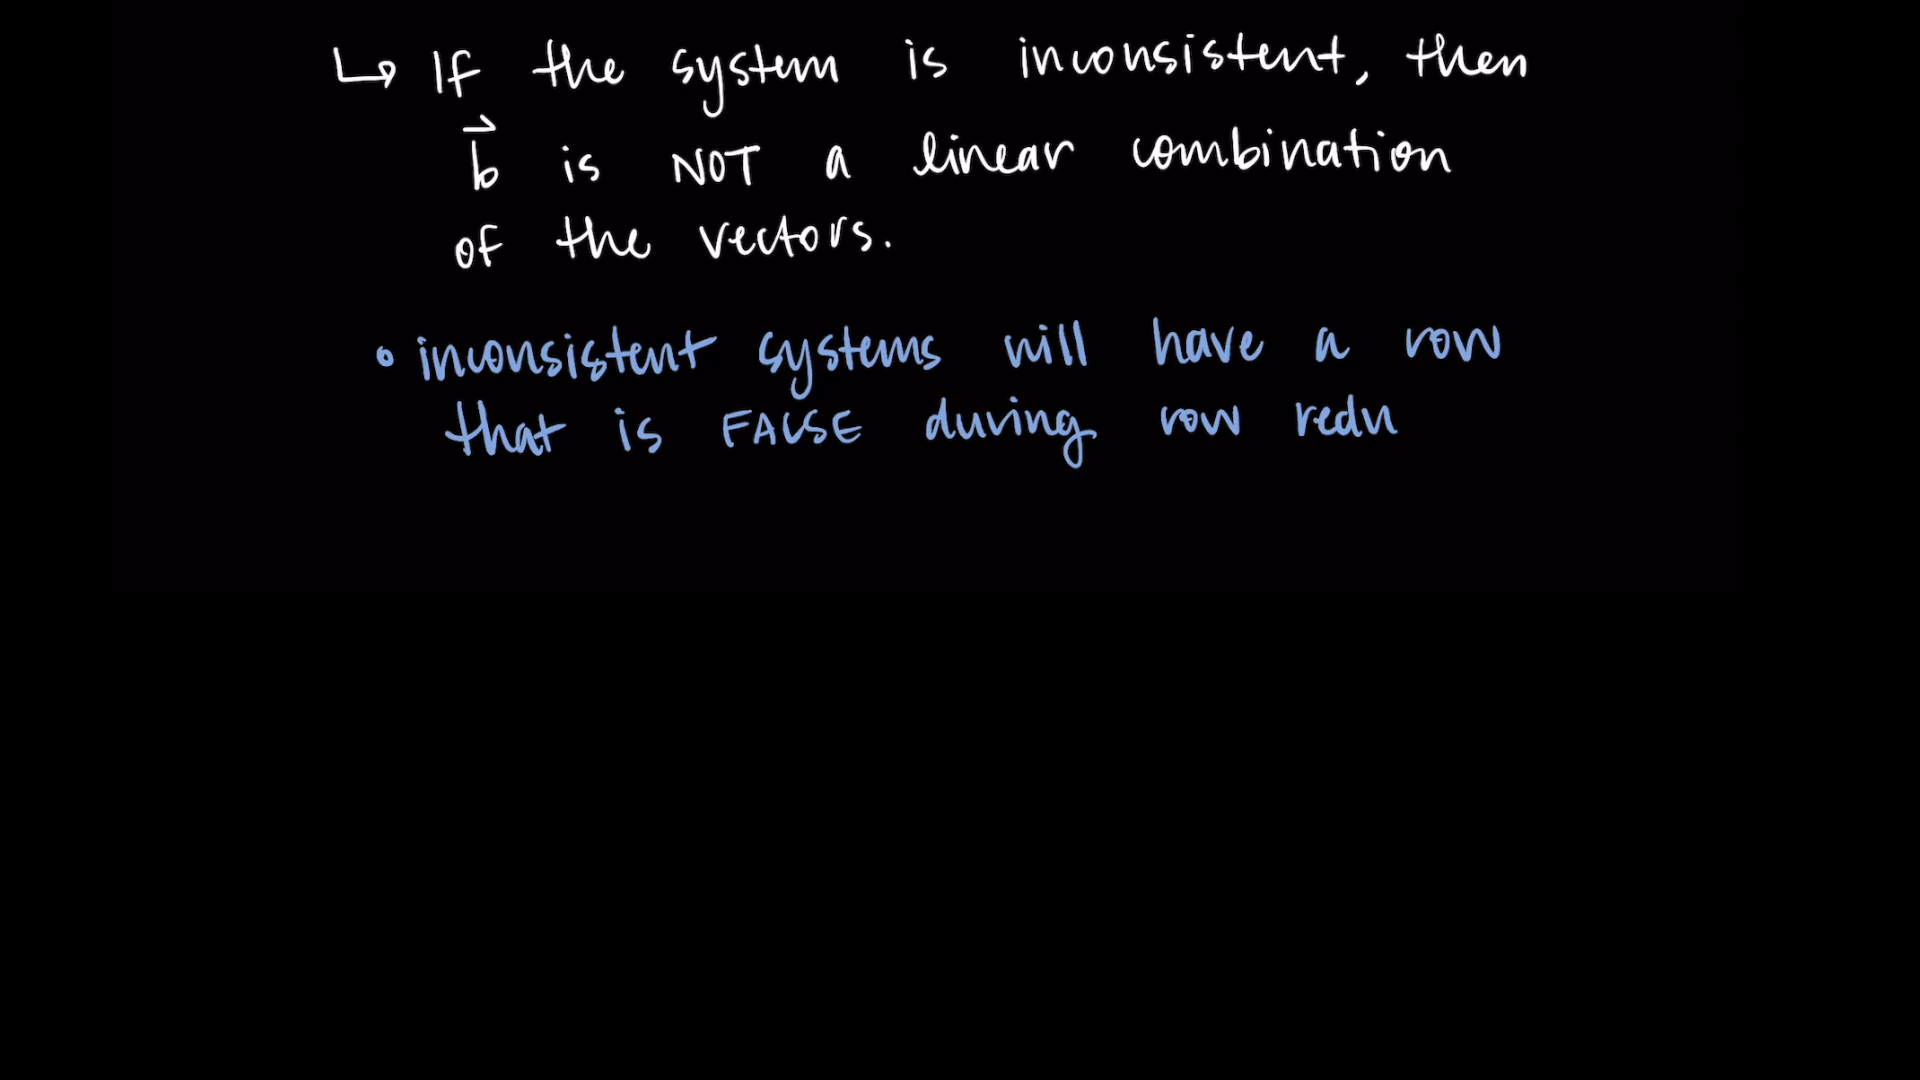 ↳ If the system is inconsistent, then
b⃗ is NOT a linear combination
of the vectors.
• inconsistent systems will have a row
that is FALSE during row redu